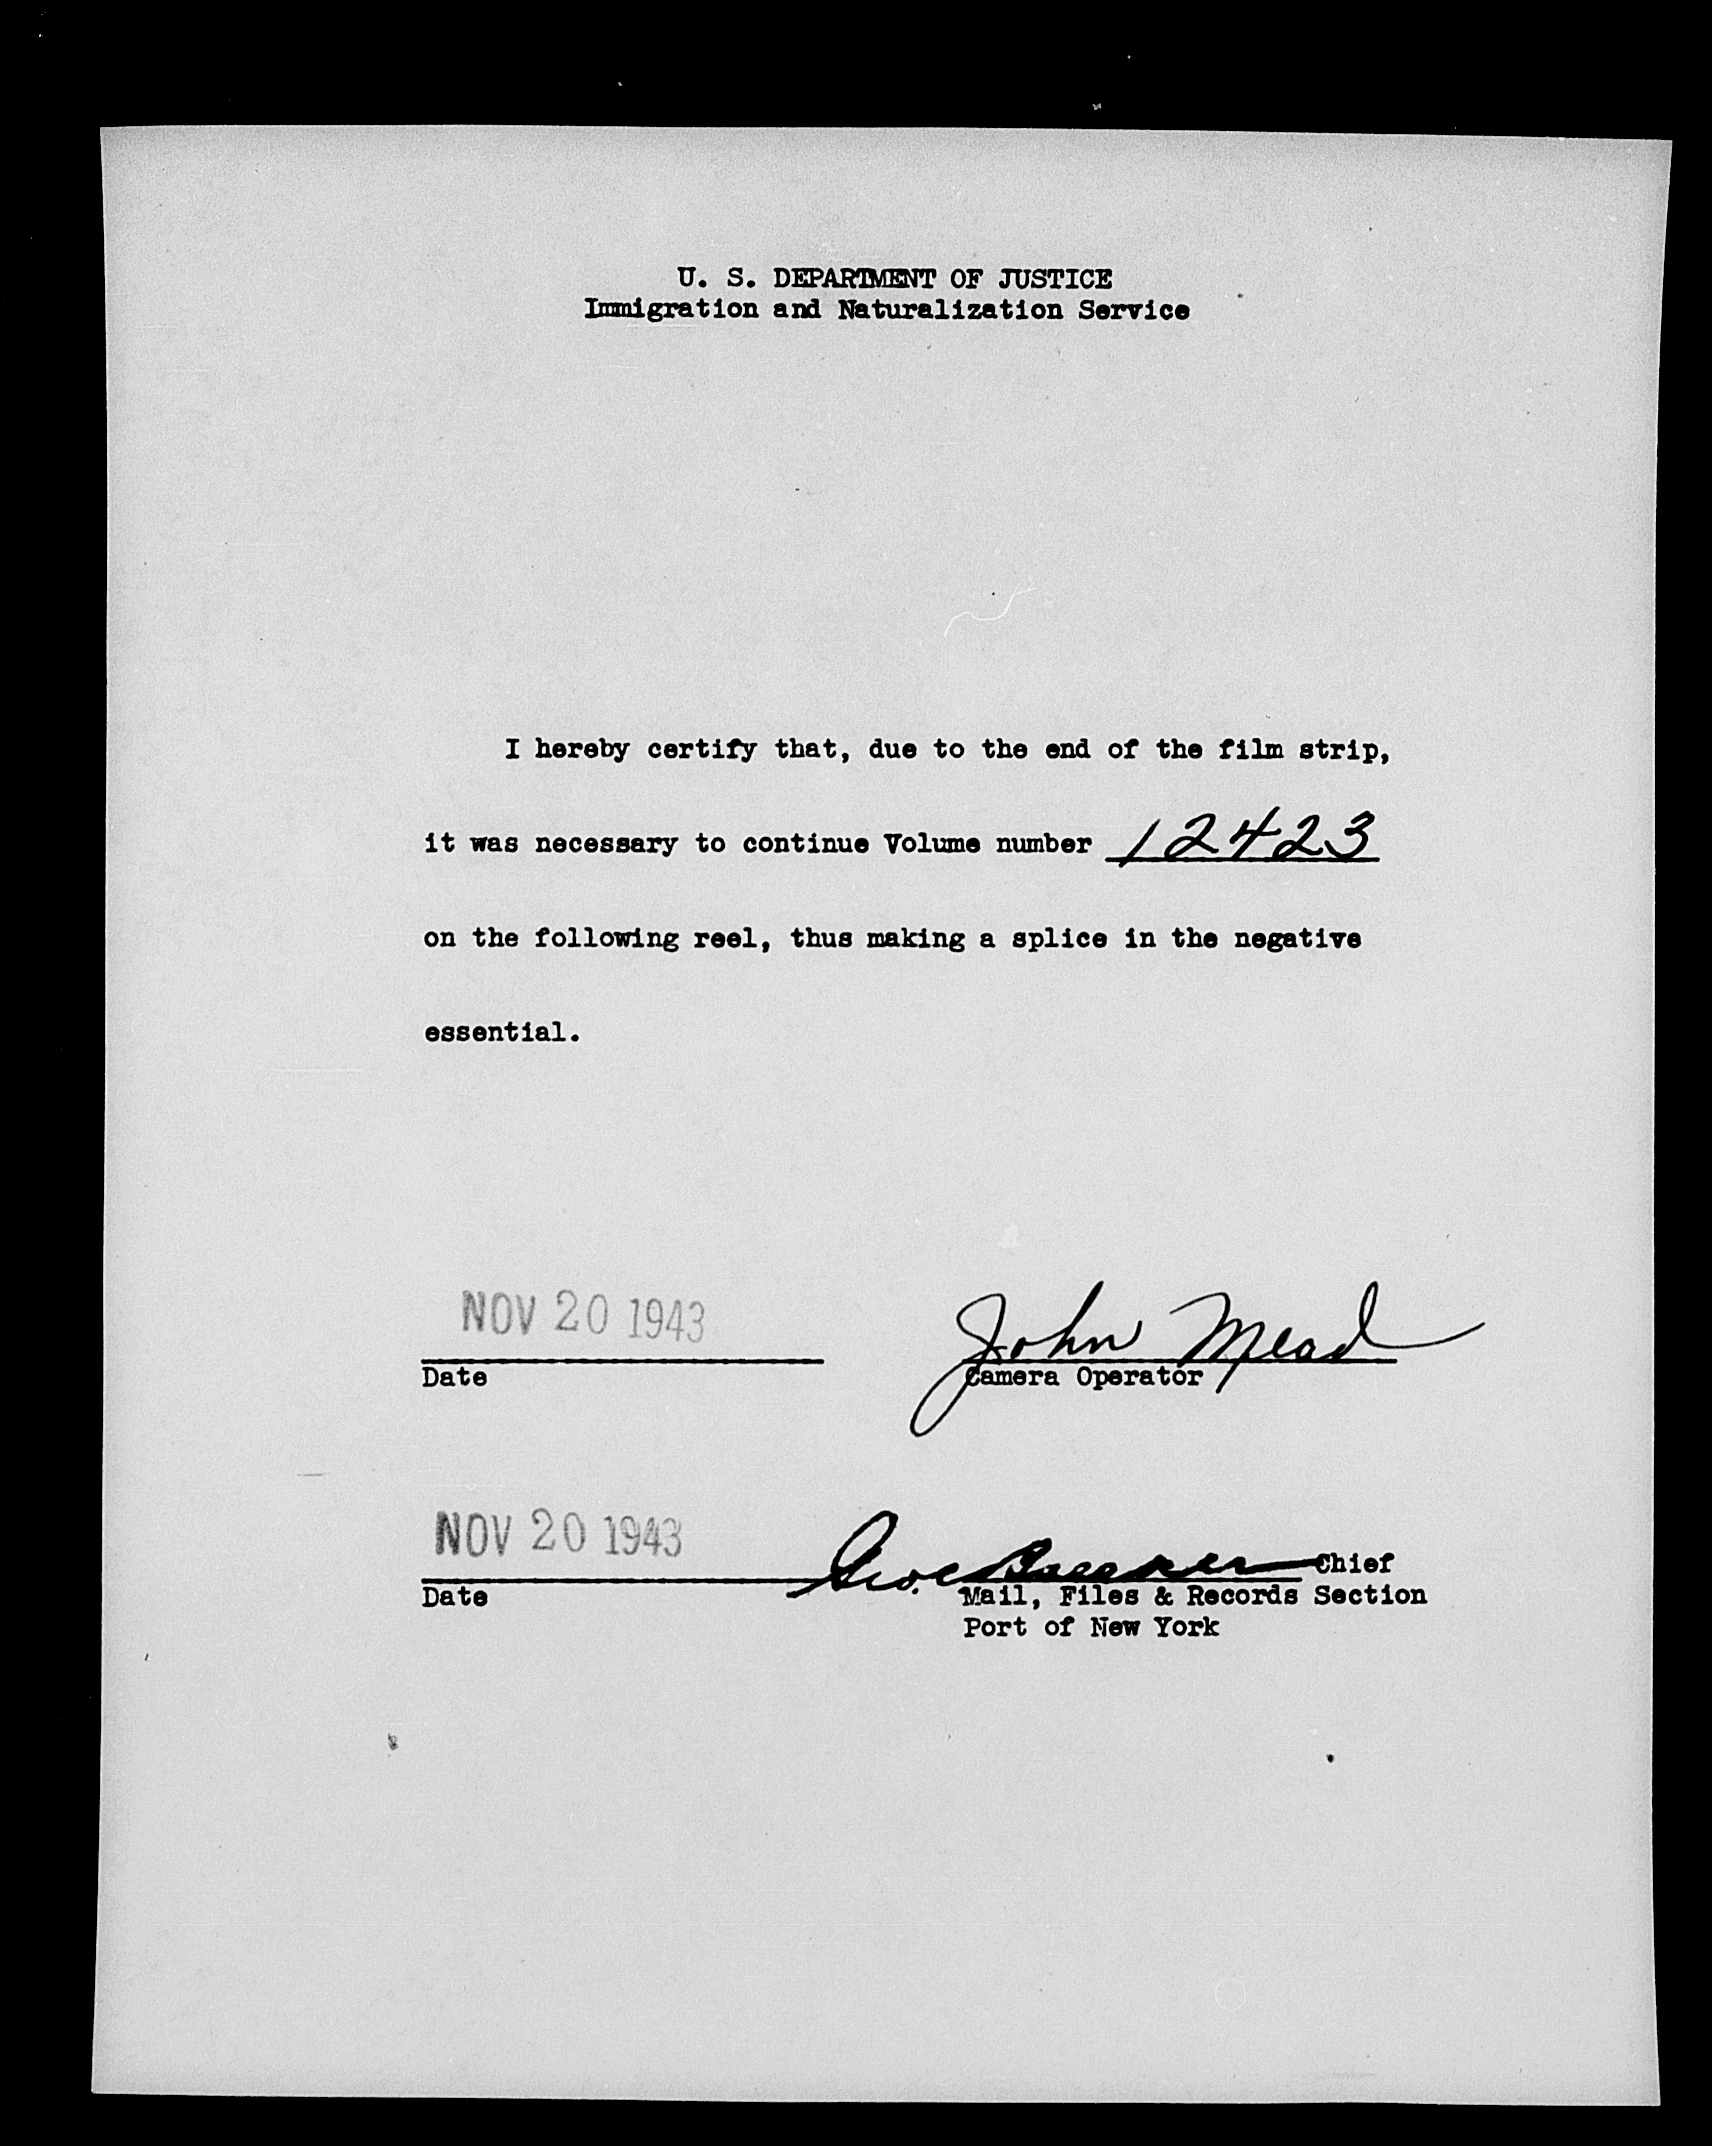 U. S. DEPARTMENT OF JUSTICE
Immigration and Naturalization Service
I hereby certify that, due to the end of the film strip,
it was necessary to continue Volume number 12423
on the following reel, thus making a splice in the negative
essential.
NOV 20 1943 John Mead
Date Camera Operator
NOV 20 1943 Geo. Chief
Date Mail, Files & Records Section
Port of New York